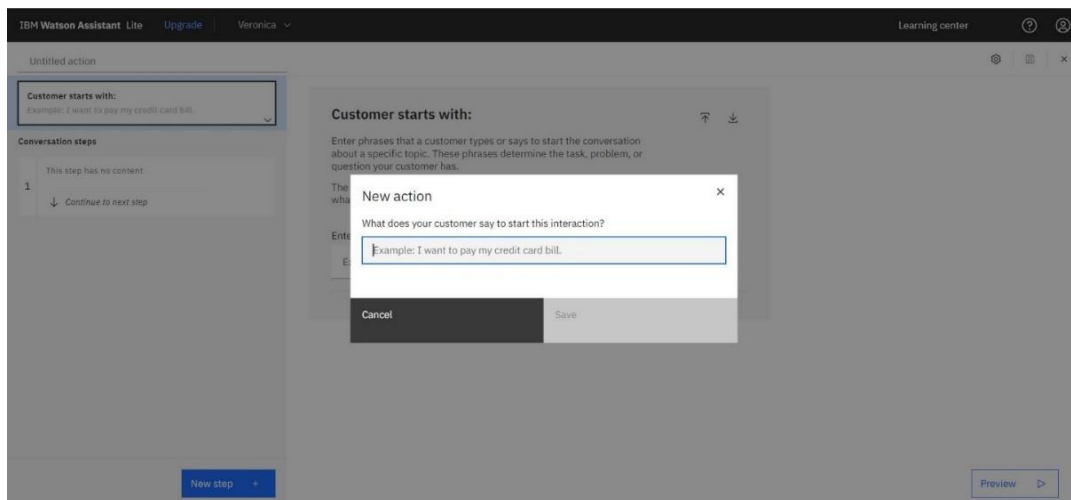 IBM Watson Assistant Lite Upgrade Veronica Learning center
Untitled action
Customer starts with:
Example: I want to pay my credit card bill.
Conversation steps
1
This step has no content
Continue to next step
New step +
Customer starts with:
Enter phrases that a customer types or says to start the conversation
about a specific topic. These phrases determine the task, problem, or
question your customer has.
The
wha
Ente
E
New action
What does your customer say to start this interaction?
Example: I want to pay my credit card bill.
Cancel Save
Preview